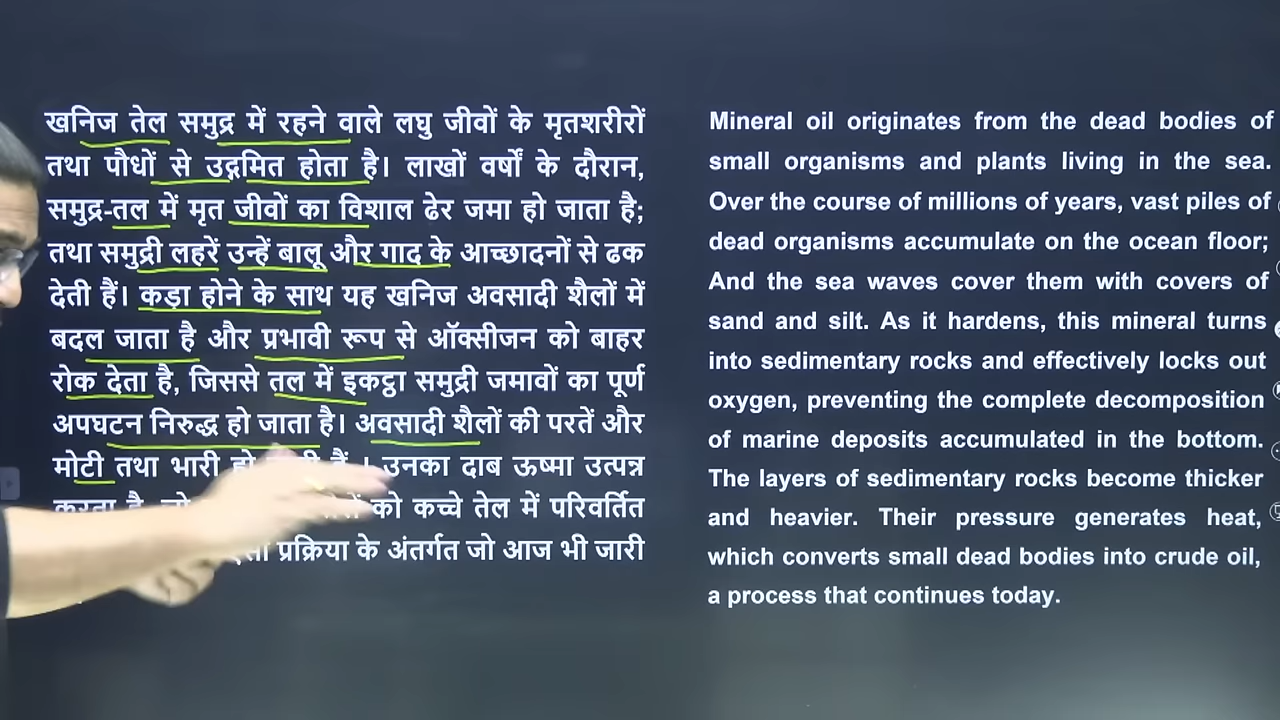 खनिज तेल समुद्र में रहने वाले लघु जीवों के मृतशरीरों
तथा पौधों से उद्गमित होता है। लाखों वर्षों के दौरान,
समुद्र-तल में मृत जीवों का विशाल ढेर जमा हो जाता है;
तथा समुद्री लहरें उन्हें बालू और गाद के आच्छादनों से ढक
देती हैं। कड़ा होने के साथ यह खनिज अवसादी शैलों में
बदल जाता है और प्रभावी रूप से ऑक्सीजन को बाहर
रोक देता है, जिससे तल में इकट्ठा समुद्री जमावों का पूर्ण
अपघटन निरुद्ध हो जाता है। अवसादी शैलों की परतें और
मोटी तथा भारी हैं। उनका दाब ऊष्मा उत्पन्न
करता है को कच्चे तेल में परिवर्तित
प्रक्रिया के अंतर्गत जो आज भी जारी
Mineral oil originates from the dead bodies of
small organisms and plants living in the sea.
Over the course of millions of years, vast piles of
dead organisms accumulate on the ocean floor;
And the sea waves cover them with covers of
sand and silt. As it hardens, this mineral turns
into sedimentary rocks and effectively locks out
oxygen, preventing the complete decomposition
of marine deposits accumulated in the bottom.
The layers of sedimentary rocks become thicker
and heavier. Their pressure generates heat,
which converts small dead bodies into crude oil,
a process that continues today.